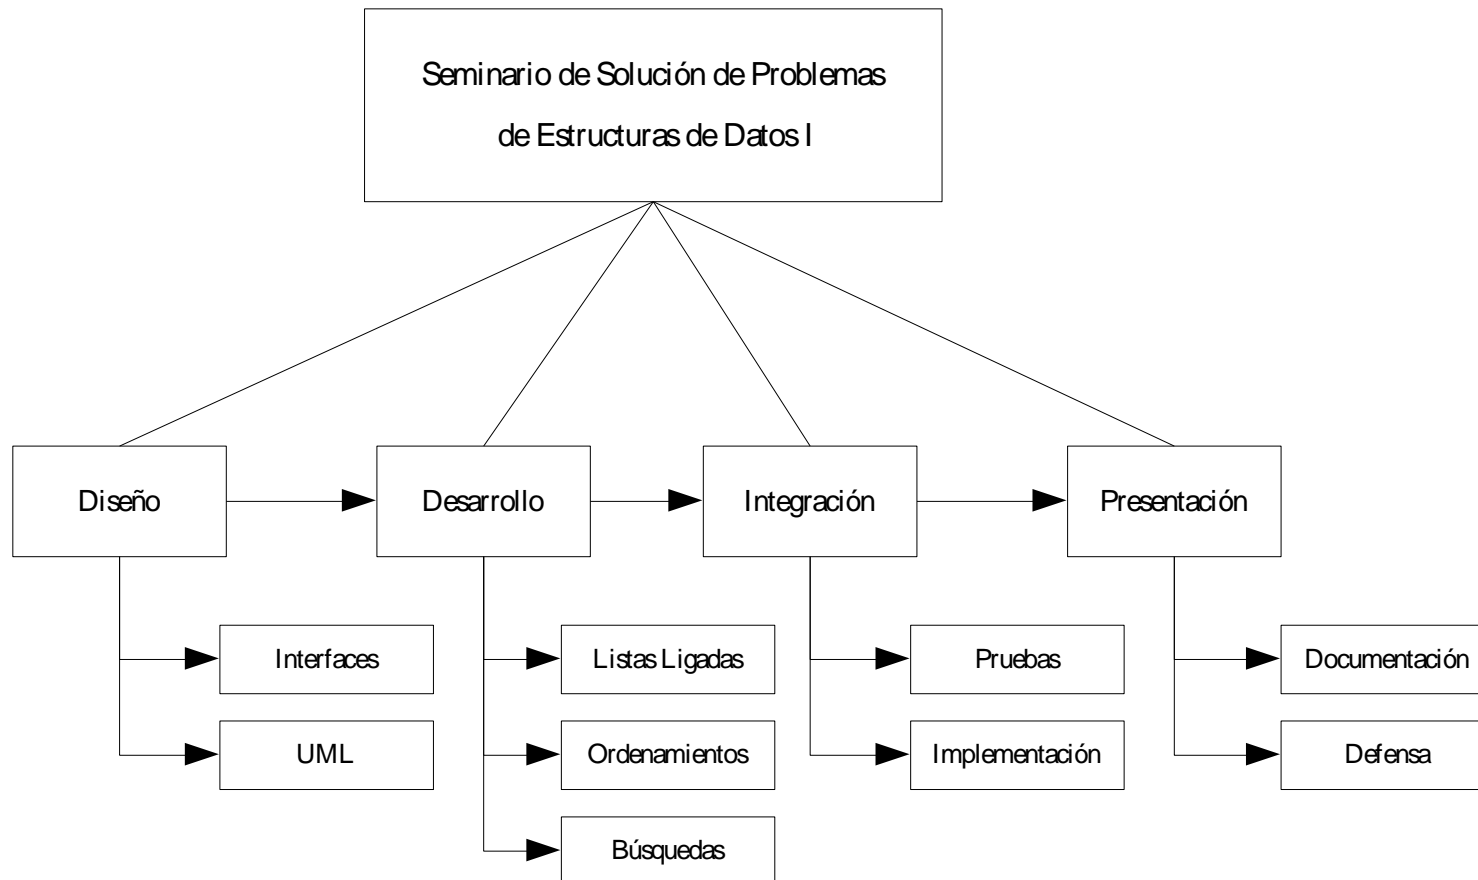 Seminario de Solución de Problemas
de Estructuras de Datos I
Diseño
Desarrollo
Integración
Presentación
Interfaces
Listas Ligadas
Pruebas
Documentación
UML
Ordenamientos
Implementación
Defensa
Búsquedas